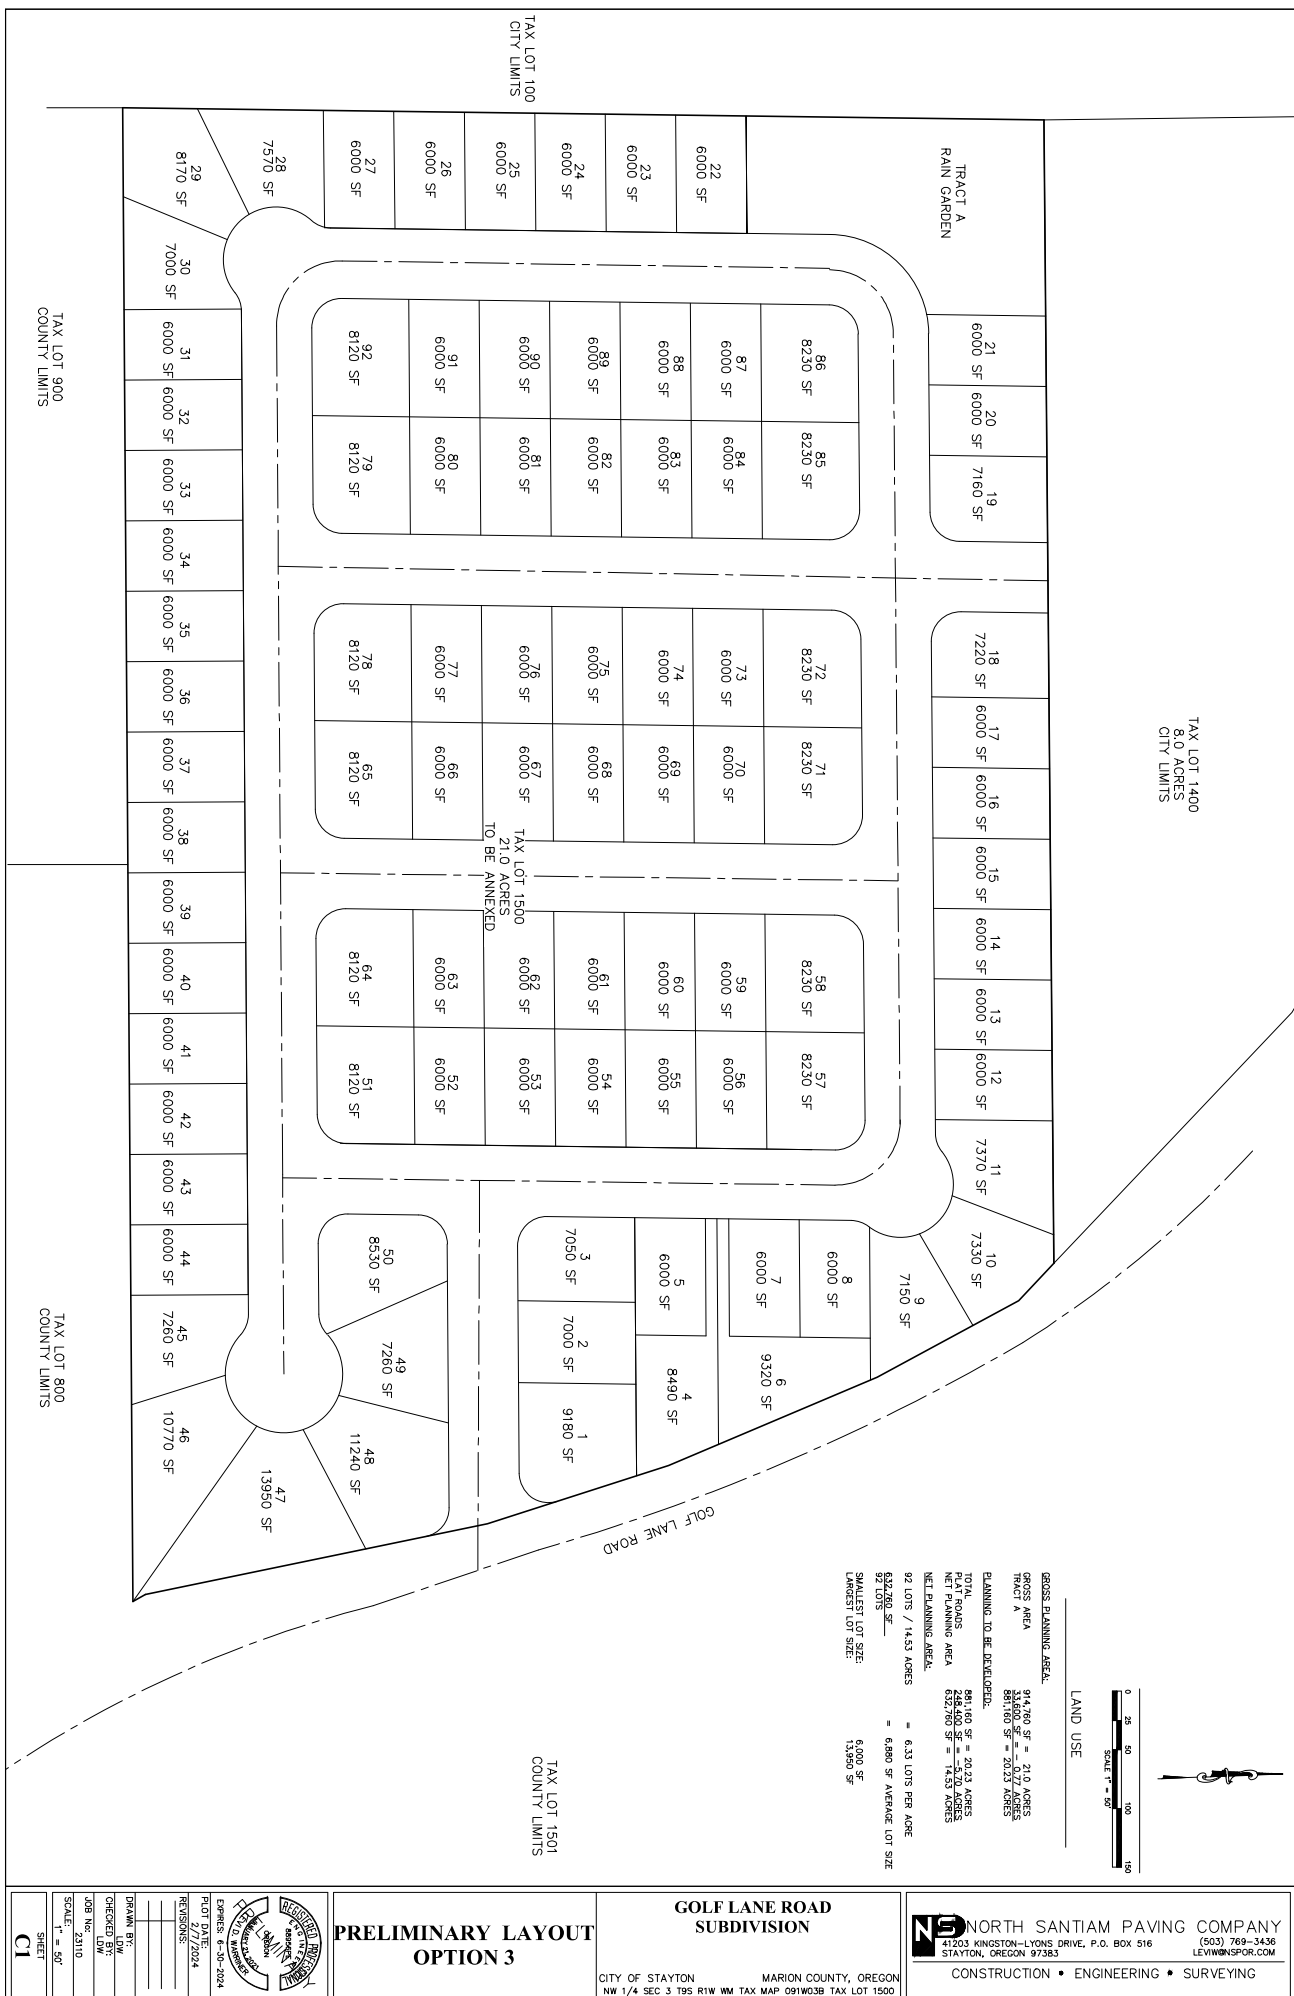 TAX LOT 100
CITY LIMITS
TRACT A
RAIN GARDEN
22
6000 SF
23
6000 SF
24
6000 SF
25
6000 SF
26
6000 SF
27
6000 SF
28
7570 SF
29
8170 SF
30
7000 SF
31
6000 SF
32
6000 SF
33
6000 SF
34
6000 SF
35
6000 SF
36
6000 SF
37
6000 SF
38
6000 SF
39
6000 SF
40
6000 SF
41
6000 SF
42
6000 SF
43
6000 SF
44
6000 SF
45
7260 SF
46
10770 SF
47
13950 SF
48
11240 SF
49
7260 SF
50
8530 SF
21
6000 SF
20
6000 SF
19
7160 SF
18
7220 SF
17
6000 SF
16
6000 SF
15
6000 SF
14
6000 SF
13
6000 SF
12
6000 SF
11
7370 SF
10
7330 SF
9
7150 SF
8
6000 SF
7
6000 SF
6
9320 SF
5
6000 SF
4
8490 SF
3
7050 SF
2
7000 SF
1
9180 SF
86
8230 SF
87
6000 SF
88
6000 SF
89
6000 SF
90
6000 SF
91
6000 SF
92
8120 SF
85
8230 SF
84
6000 SF
83
6000 SF
82
6000 SF
81
6000 SF
80
6000 SF
79
8120 SF
72
8230 SF
73
6000 SF
74
6000 SF
75
6000 SF
76
6000 SF
77
6000 SF
78
8120 SF
71
8230 SF
70
6000 SF
69
6000 SF
68
6000 SF
67
6000 SF
66
6000 SF
65
8120 SF
TAX LOT 1500
21.0 ACRES
TO BE ANNEXED
58
8230 SF
59
6000 SF
60
6000 SF
61
6000 SF
62
6000 SF
63
6000 SF
64
8120 SF
57
8230 SF
56
6000 SF
55
6000 SF
54
6000 SF
53
6000 SF
52
6000 SF
51
8120 SF
TAX LOT 900
COUNTY LIMITS
TAX LOT 800
COUNTY LIMITS
TAX LOT 1400
8.0 ACRES
CITY LIMITS
GOLF LANE ROAD
TAX LOT 1501
COUNTY LIMITS
0 25 50 100 150
SCALE 1" = 50'
LAND USE
GROSS PLANNING AREA:
GROSS AREA 914,760 SF = 21.0 ACRES
TRACT A 33,600 SF = - 0.77 ACRES
881,160 SF = 20.23 ACRES
PLANNING TO BE DEVELOPED:
TOTAL 881,160 SF = 20.23 ACRES
PLAT ROADS 248,400 SF = -5.70 ACRES
NET PLANNING AREA 632,760 SF = 14.53 ACRES
NET PLANNING AREA:
92 LOTS / 14.53 ACRES = 6.33 LOTS PER ACRE
632,760 SF = 6,880 SF AVERAGE LOT SIZE
92 LOTS
SMALLEST LOT SIZE: 6,000 SF
LARGEST LOT SIZE: 13,950 SF
NS
NORTH SANTIAM PAVING COMPANY
41203 KINGSTON-LYONS DRIVE, P.O. BOX 516 (503) 769-3436
STAYTON, OREGON 97383 LEVIW@NSPOR.COM
CONSTRUCTION • ENGINEERING • SURVEYING
GOLF LANE ROAD
SUBDIVISION
CITY OF STAYTON MARION COUNTY, OREGON
NW 1/4 SEC 3 T9S R1W WM TAX MAP 091W03B TAX LOT 1500
PRELIMINARY LAYOUT
OPTION 3
REGISTERED PROFESSIONAL
ENGINEER
OREGON
LEVI D. WARRINER
EXPIRES: 6-30-2024
PLOT DATE:
2/7/2024
REVISIONS:
DRAWN BY:
LDW
CHECKED BY:
LDW
JOB No:
23110
SCALE:
1" = 50'
SHEET
C1